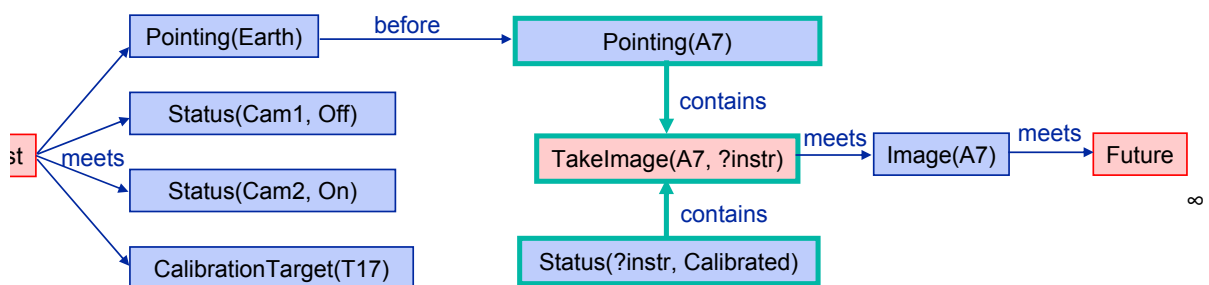 Pointing(Earth)
before
Pointing(A7)
contains
Status(Cam1, Off)
st
meets
TakeImage(A7, ?instr)
meets
Image(A7)
meets
Future
Status(Cam2, On)
∞
contains
CalibrationTarget(T17)
Status(?instr, Calibrated)